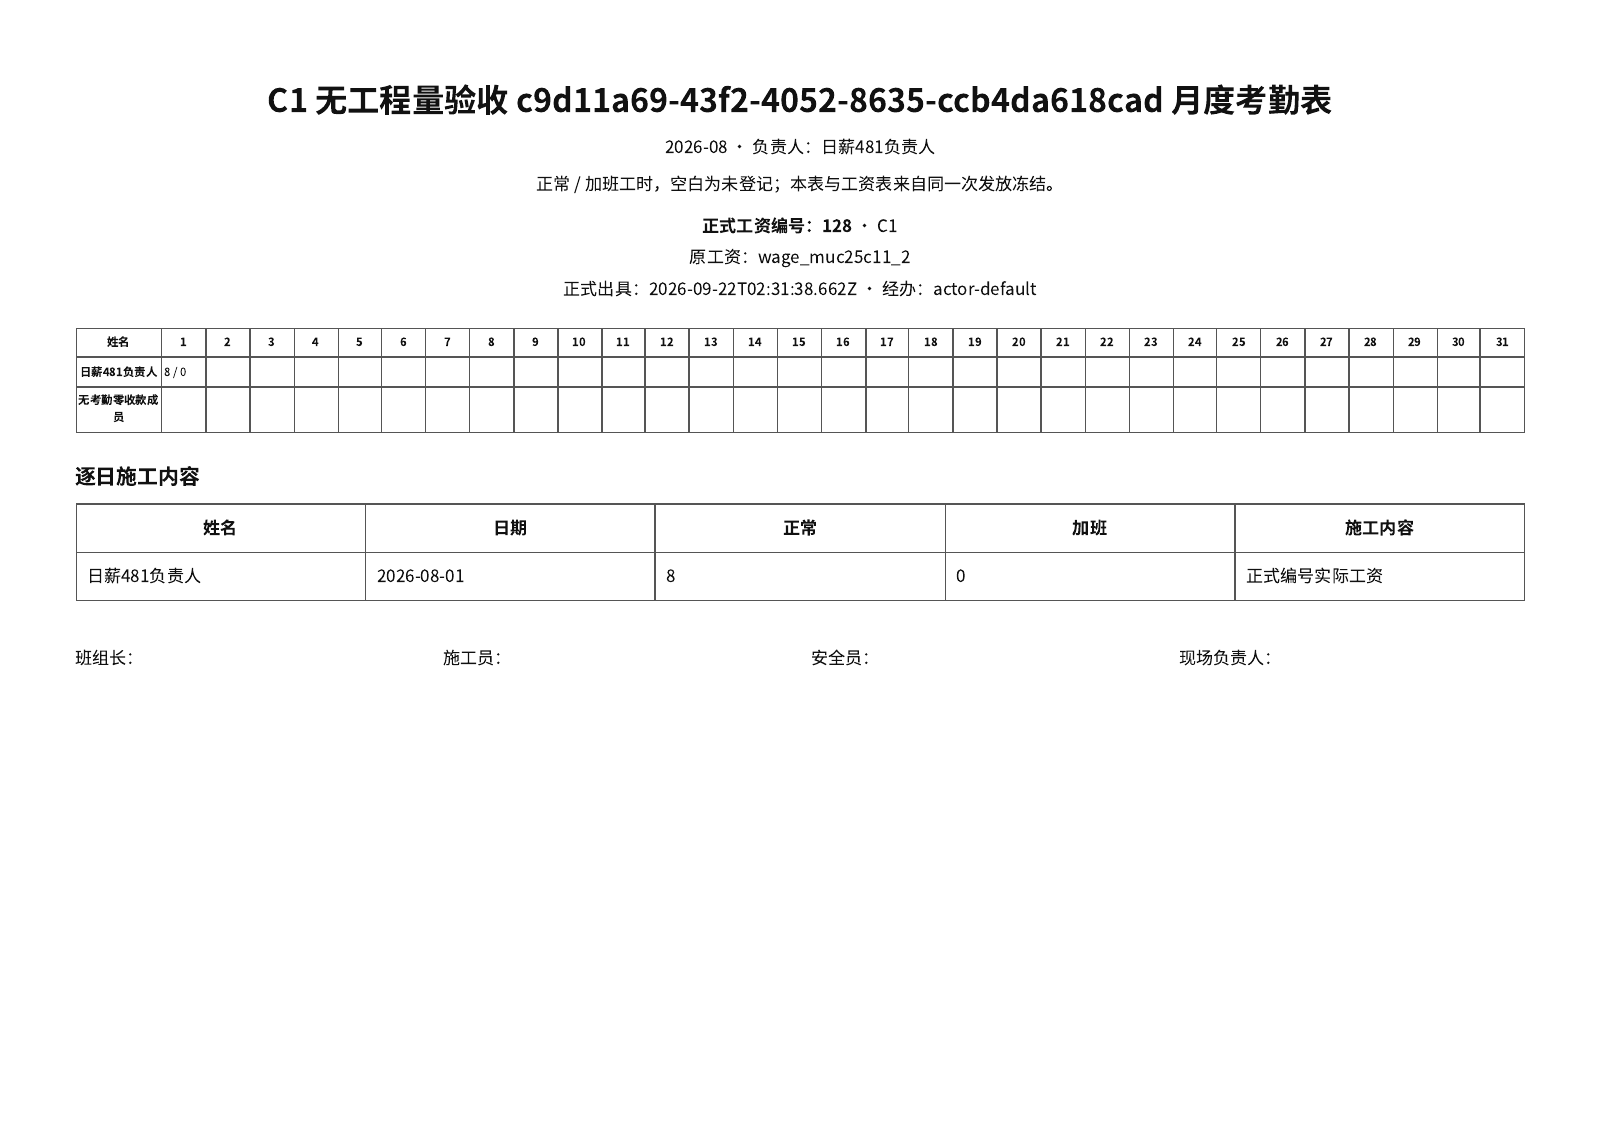 C1 无工程量验收 c9d11a69-43f2-4052-8635-ccb4da618cad 月度考勤表
2026-08 · 负责人：日薪481负责人
正常 / 加班工时，空白为未登记；本表与工资表来自同一次发放冻结。
正式工资编号：128 · C1
原工资：wage_muc25c11_2
正式出具：2026-09-22T02:31:38.662Z · 经办：actor-default
姓名 1 2 3 4 5 6 7 8 9 10 11 12 13 14 15 16 17 18 19 20 21 22 23 24 25 26 27 28 29 30 31
日薪481负责人 8 / 0
无考勤零收款成
员
逐日施工内容
姓名 日期 正常 加班 施工内容
日薪481负责人 2026-08-01 8 0 正式编号实际工资
班组长： 施工员： 安全员： 现场负责人：